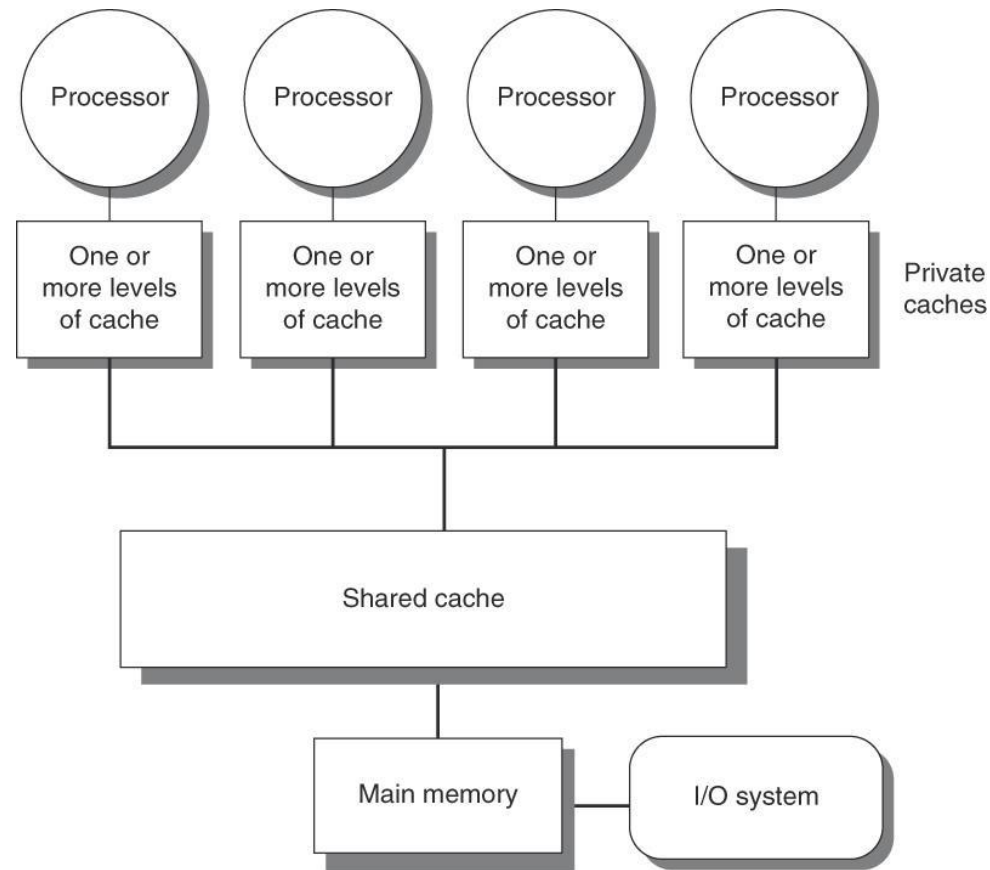 Processor
Processor
Processor
Processor
One or
more levels
of cache
One or
more levels
of cache
One or
more levels
of cache
One or
more levels
of cache
Private
caches
Shared cache
Main memory
I/O system